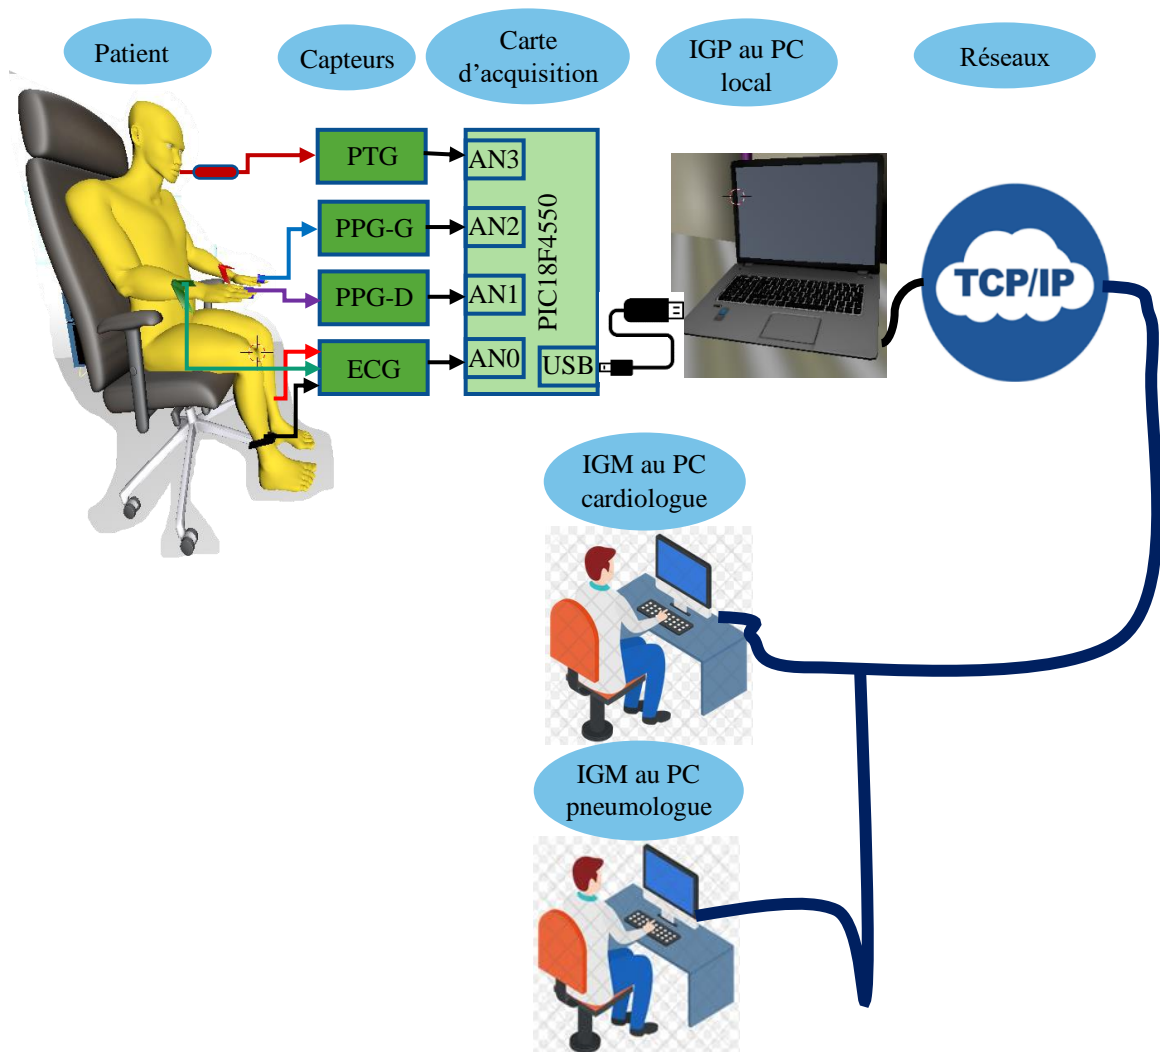 Patient
Capteurs
Carte
d'acquisition
IGP au PC
local
Réseaux
PTG
PPG-G
PPG-D
ECG
AN3
AN2
AN1
AN0
PIC18F4550
USB
TCP/IP
IGM au PC
cardiologue
IGM au PC
pneumologue